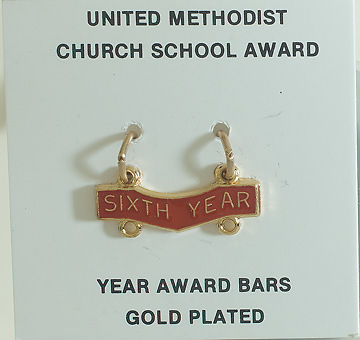 UNITED METHODIST
CHURCH SCHOOL AWARD
SIXTH YEAR
YEAR AWARD BARS
GOLD PLATED